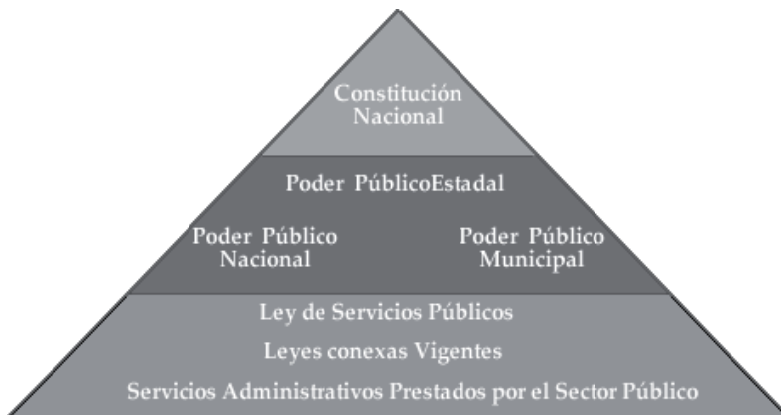 Constitución
Nacional
Poder PúblicoEstadal
Poder Público
Nacional
Poder Público
Municipal
Ley de Servicios Públicos
Leyes conexas Vigentes
Servicios Administrativos Prestados por el Sector Público